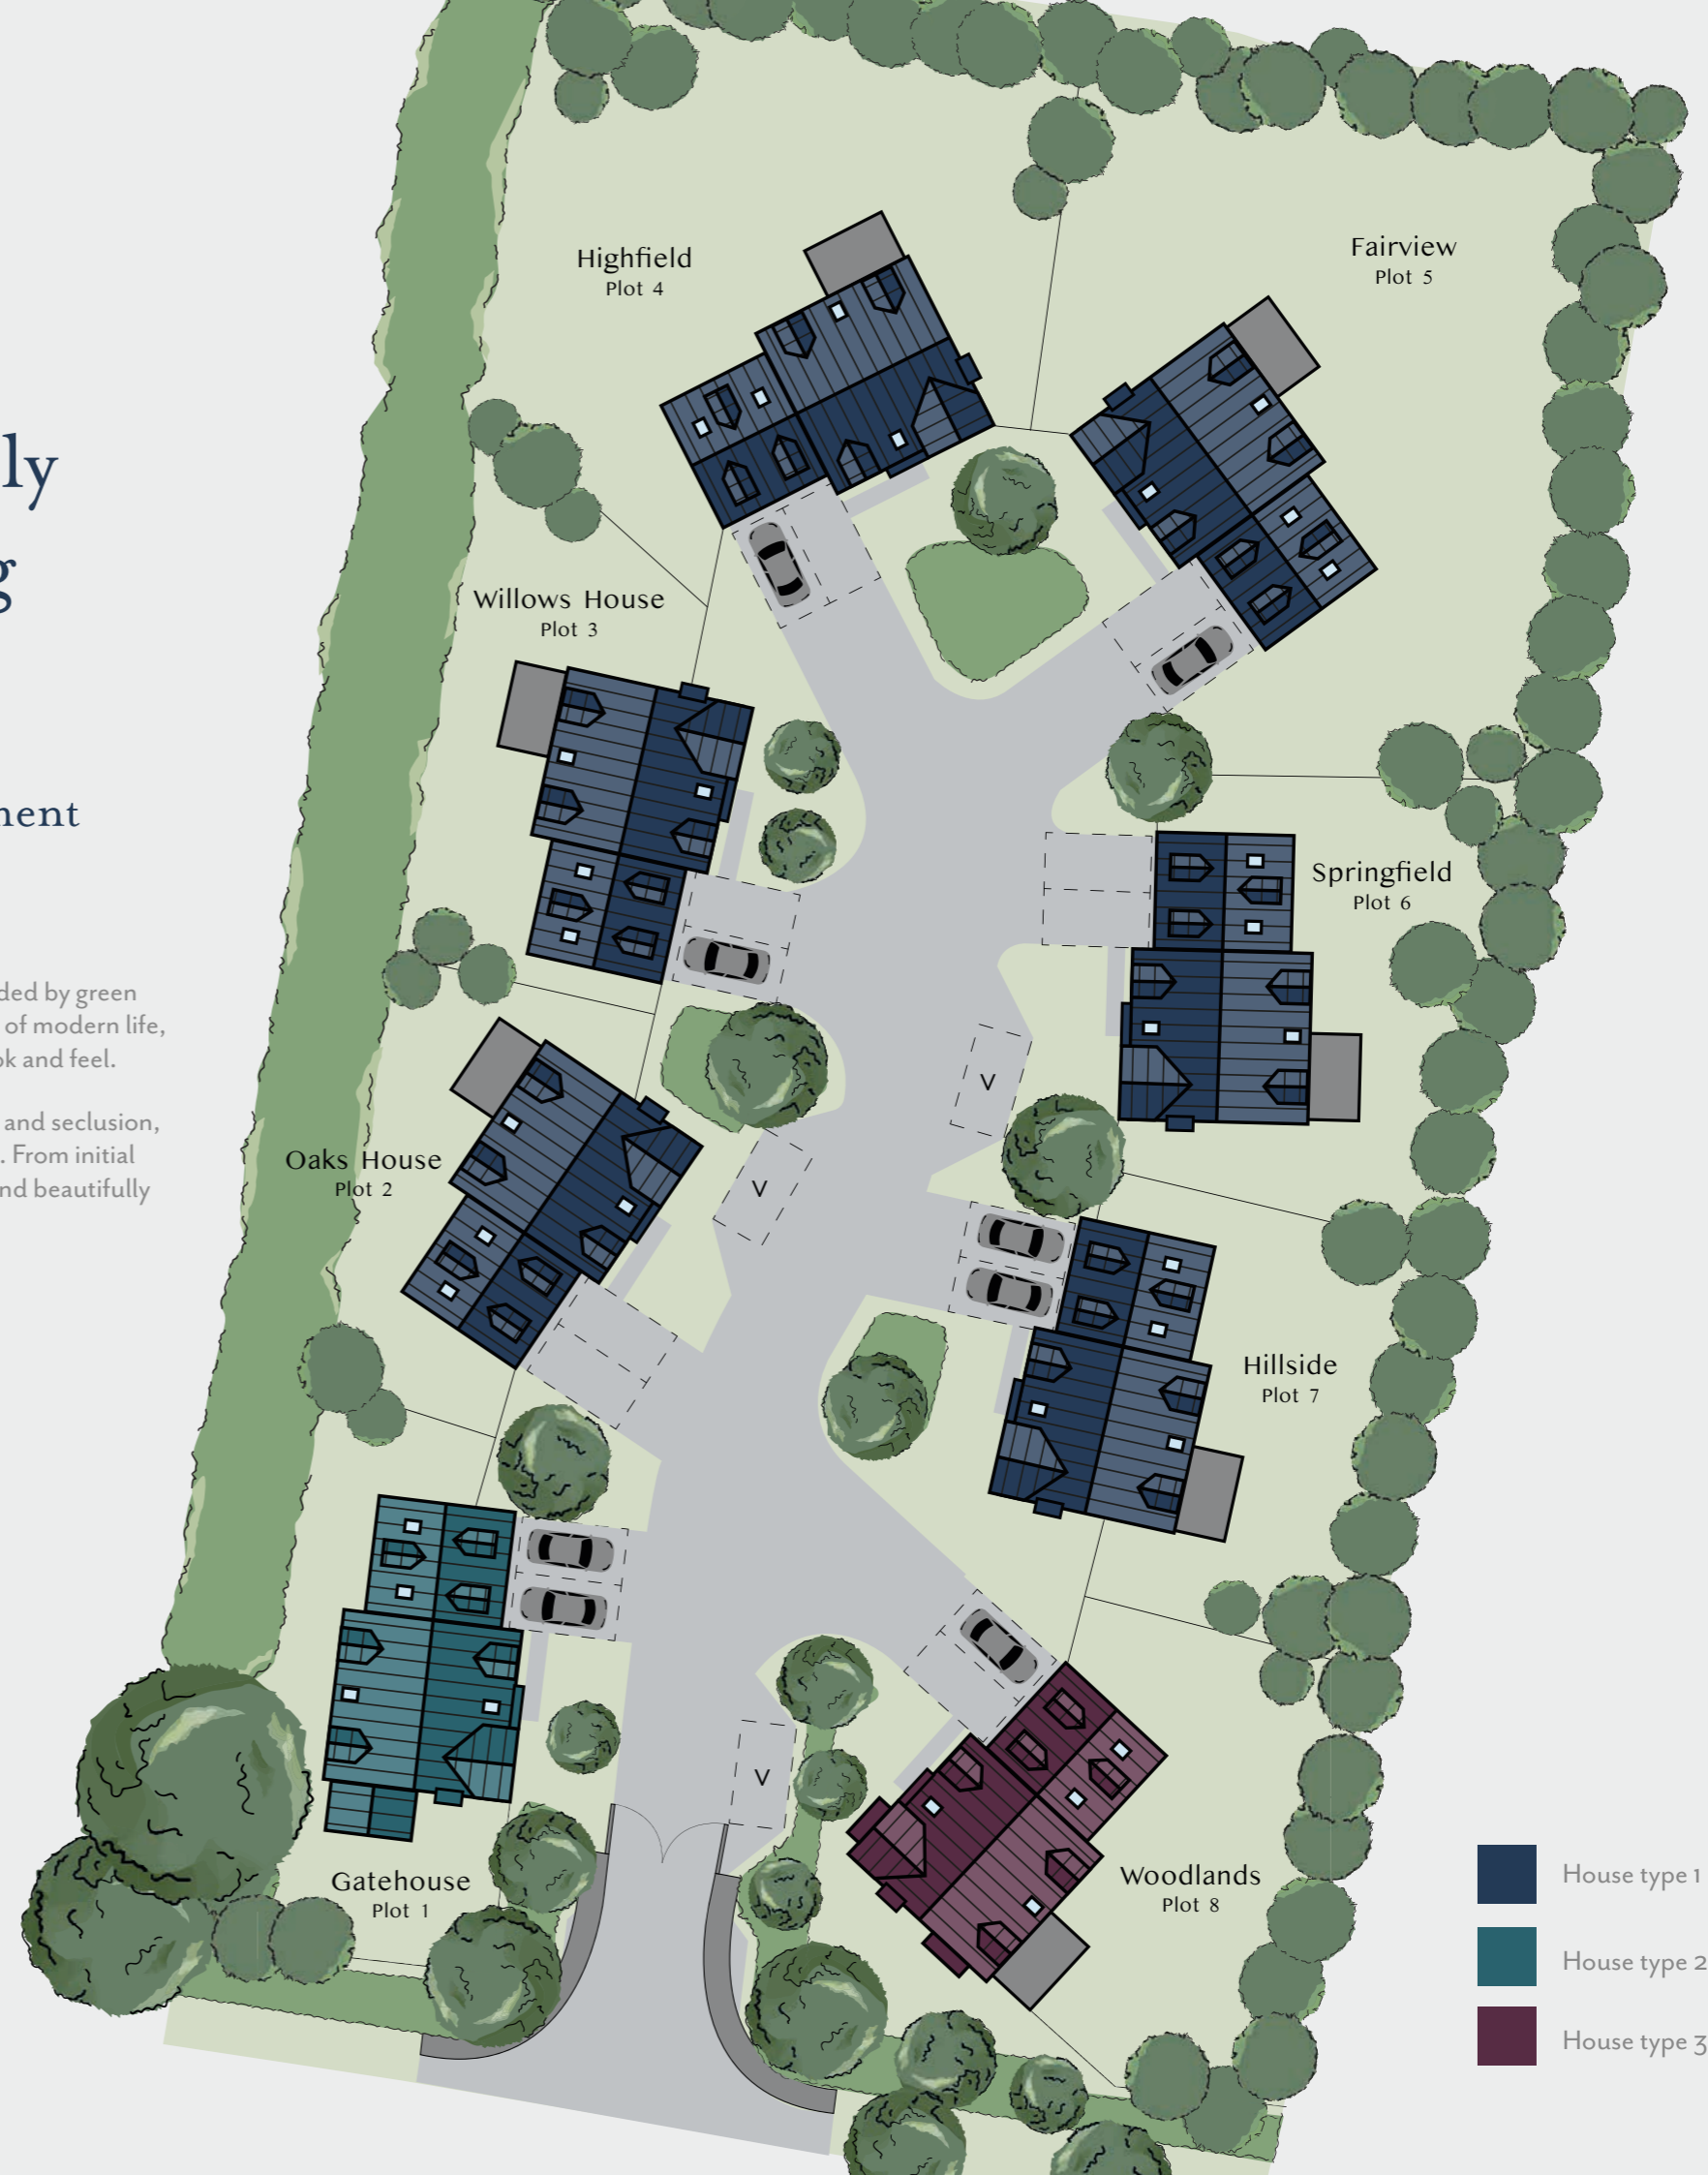 Highfield
Plot 4
Fairview
Plot 5
ly
g
Willows House
Plot 3
nent
Springfield
Plot 6
ded by green
of modern life,
ok and feel.
and seclusion,
. From initial
nd beautifully
V
Oaks House
Plot 2
V
Hillside
Plot 7
V
Gatehouse
Plot 1
Woodlands
Plot 8
House type 1
House type 2
House type 3